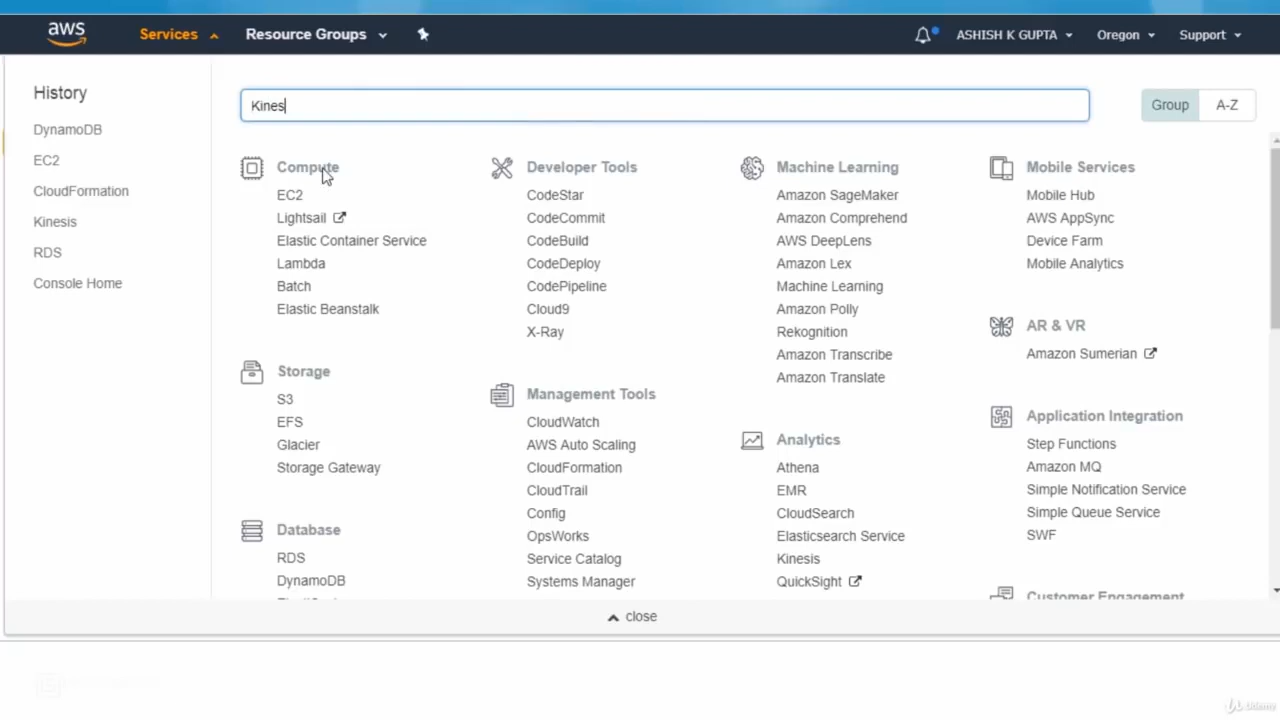 aws
Services
Resource Groups
ASHISH K GUPTA
Oregon
Support
History
DynamoDB
EC2
CloudFormation
Kinesis
RDS
Console Home
Kines
Group
A-Z
Compute
EC2
Lightsail
Elastic Container Service
Lambda
Batch
Elastic Beanstalk
Storage
S3
EFS
Glacier
Storage Gateway
Database
RDS
DynamoDB
Developer Tools
CodeStar
CodeCommit
CodeBuild
CodeDeploy
CodePipeline
Cloud9
X-Ray
Management Tools
CloudWatch
AWS Auto Scaling
CloudFormation
CloudTrail
Config
OpsWorks
Service Catalog
Systems Manager
Machine Learning
Amazon SageMaker
Amazon Comprehend
AWS DeepLens
Amazon Lex
Machine Learning
Amazon Polly
Rekognition
Amazon Transcribe
Amazon Translate
Analytics
Athena
EMR
CloudSearch
Elasticsearch Service
Kinesis
QuickSight
Mobile Services
Mobile Hub
AWS AppSync
Device Farm
Mobile Analytics
AR & VR
Amazon Sumerian
Application Integration
Step Functions
Amazon MQ
Simple Notification Service
Simple Queue Service
SWF
Customer Engagement
close
Udemy